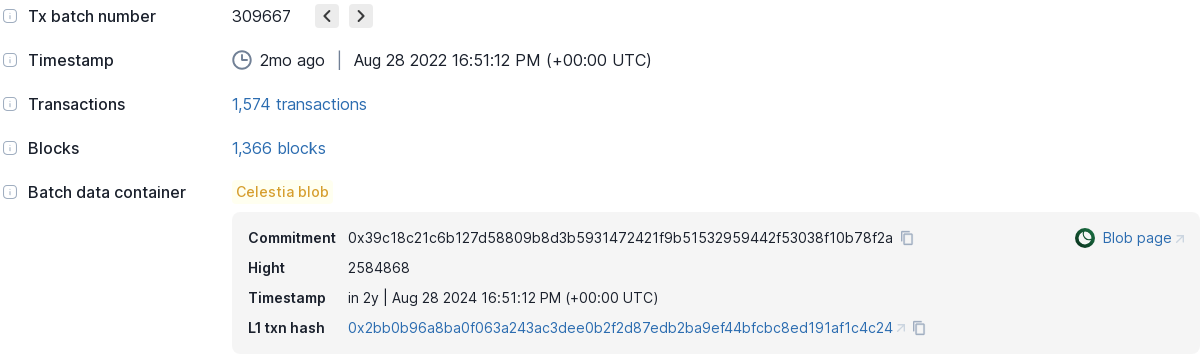 Tx batch number 309667
Timestamp 2mo ago | Aug 28 2022 16:51:12 PM (+00:00 UTC)
Transactions 1,574 transactions
Blocks 1,366 blocks
Batch data container Celestia blob
Commitment 0x39c18c21c6b127d58809b8d3b5931472421f9b51532959442f53038f10b78f2a Blob page
Hight 2584868
Timestamp in 2y | Aug 28 2024 16:51:12 PM (+00:00 UTC)
L1 txn hash 0x2bb0b96a8ba0f063a243ac3dee0b2f2d87edb2ba9ef44bfcbc8ed191af1c4c24